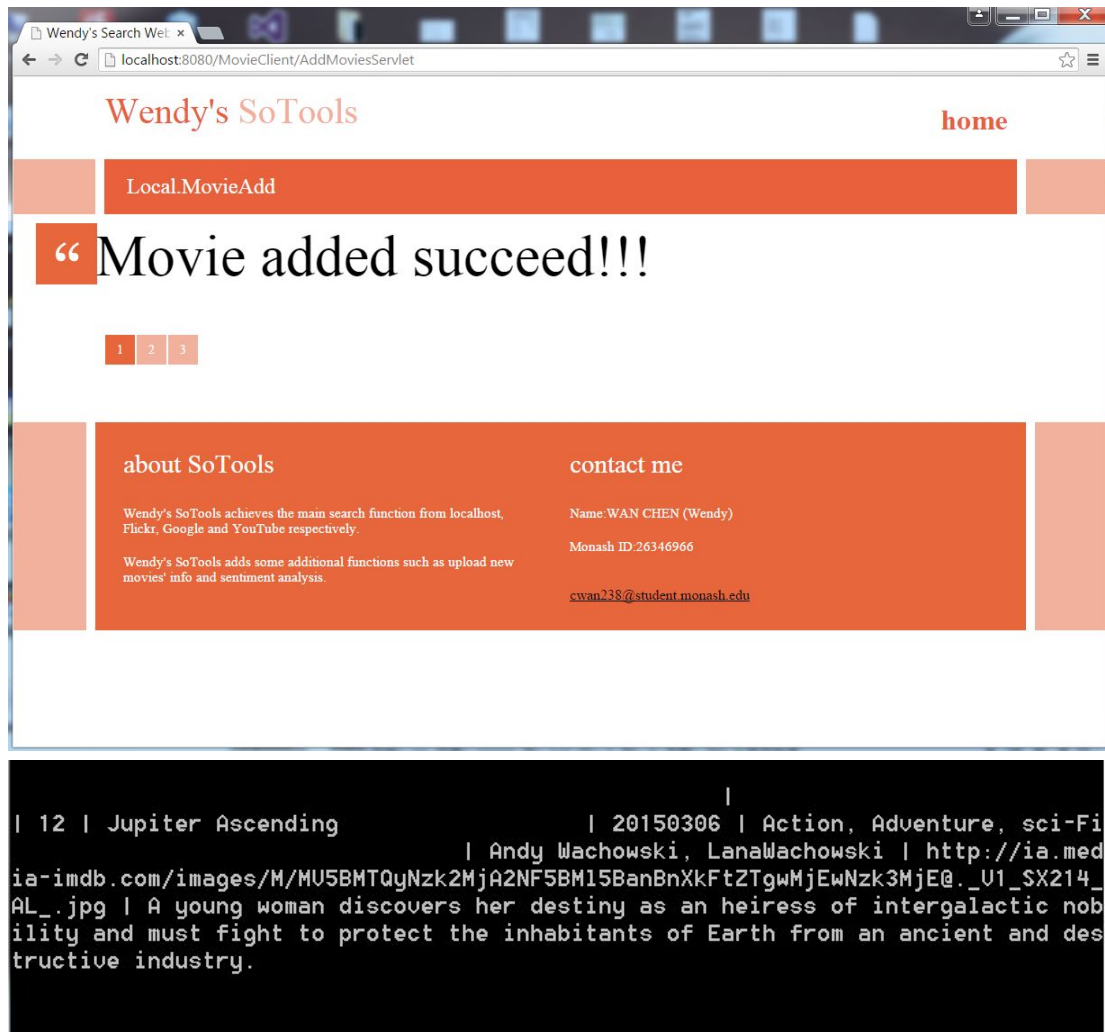 Wendy's Search Web
localhost:8080/MovieClient/AddMoviesServlet
Wendy's SoTools
home
Local.MovieAdd
“ Movie added succeed!!!
1 2 3
about SoTools
Wendy's SoTools achieves the main search function from localhost,
Flickr, Google and YouTube respectively.
Wendy's SoTools adds some additional functions such as upload new
movies' info and sentiment analysis.
contact me
Name:WAN CHEN (Wendy)
Monash ID:26346966
cwan238@student.monash.edu
|
| 12 | Jupiter Ascending | 20150306 | Action, Adventure, sci-Fi
| Andy Wachowski, LanaWachowski | http://ia.med
ia-imdb.com/images/M/MV5BMTQyNzk2MjA2NF5BMl5BanBnXkFtZTgwMjEwNzk3MjE@._V1_SX214_
AL_.jpg | A young woman discovers her destiny as an heiress of intergalactic nob
ility and must fight to protect the inhabitants of Earth from an ancient and des
tructive industry.